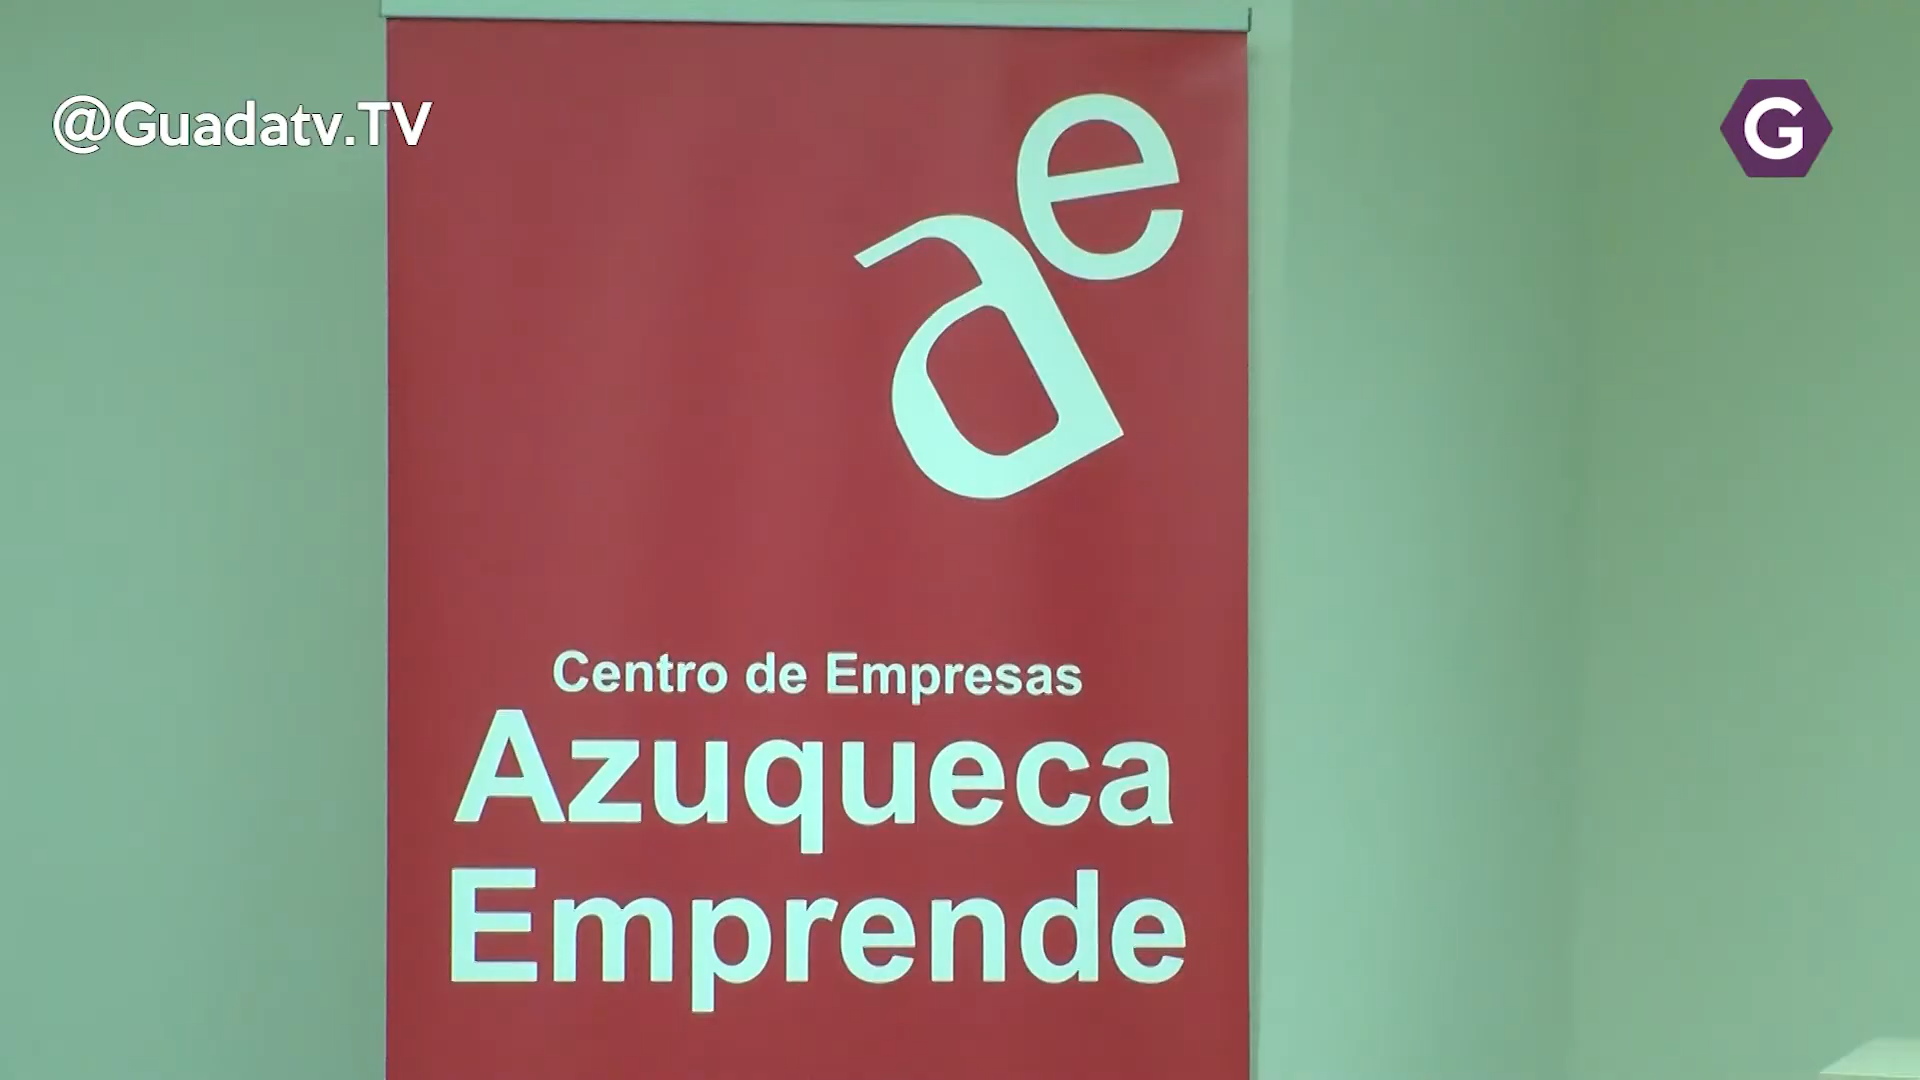 @Guadatv.TV
G
ae
Centro de Empresas
Azuqueca
Emprende